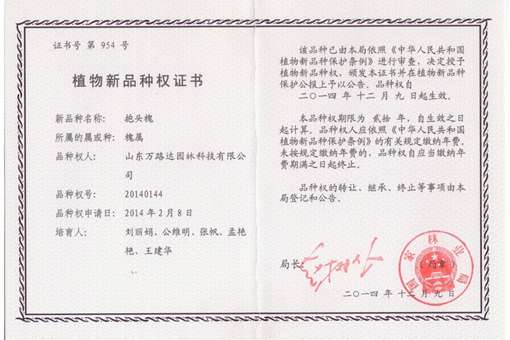 证书号 第 954 号
植物新品种权证书
新品种名称: 抱头槐
所属的属或种: 槐属
品种权人: 山东万路达园林科技有限公
司
品种权号: 20140144
品种权申请日: 2014 年 2 月 8 日
培育人: 刘丽娟、公维明、张帆、孟艳
艳、王建华
该品种已由本局依照《中华人民共和国
植物新品种保护条例》进行审查,决定授予
植物新品种权,颁发本证书并在植物新品种
保护公报上予以公告。品种权自
二〇一四 年 十二 月 九 日起生效。
本品种权期限为 贰拾 年,自生效之日
起计算。品种权人应依照《中华人民共和国
植物新品种保护条例》的有关规定缴纳年费。
未按规定缴纳年费的,品种权自应当缴纳年
费期满之日起终止。
品种权的转让、继承、终止等事项由本
局登记和公告。
局长:
国家林业局
二〇一四 年 十二 月 九 日